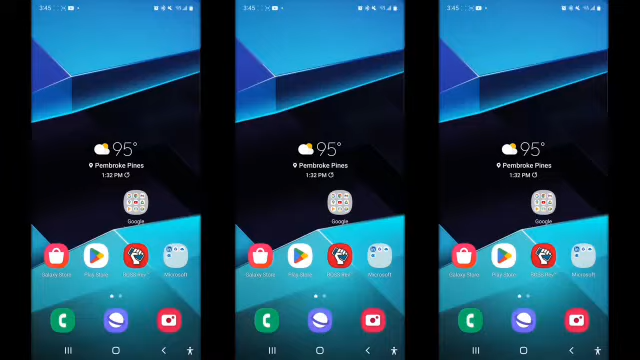 3:45
95°
Pembroke Pines
1:32 PM
Google
Galaxy Store
Play Store
Microsoft
3:45
95°
Pembroke Pines
1:32 PM
Google
Galaxy Store
Play Store
Microsoft
3:45
95°
Pembroke Pines
1:32 PM
Google
Galaxy Store
Play Store
Microsoft